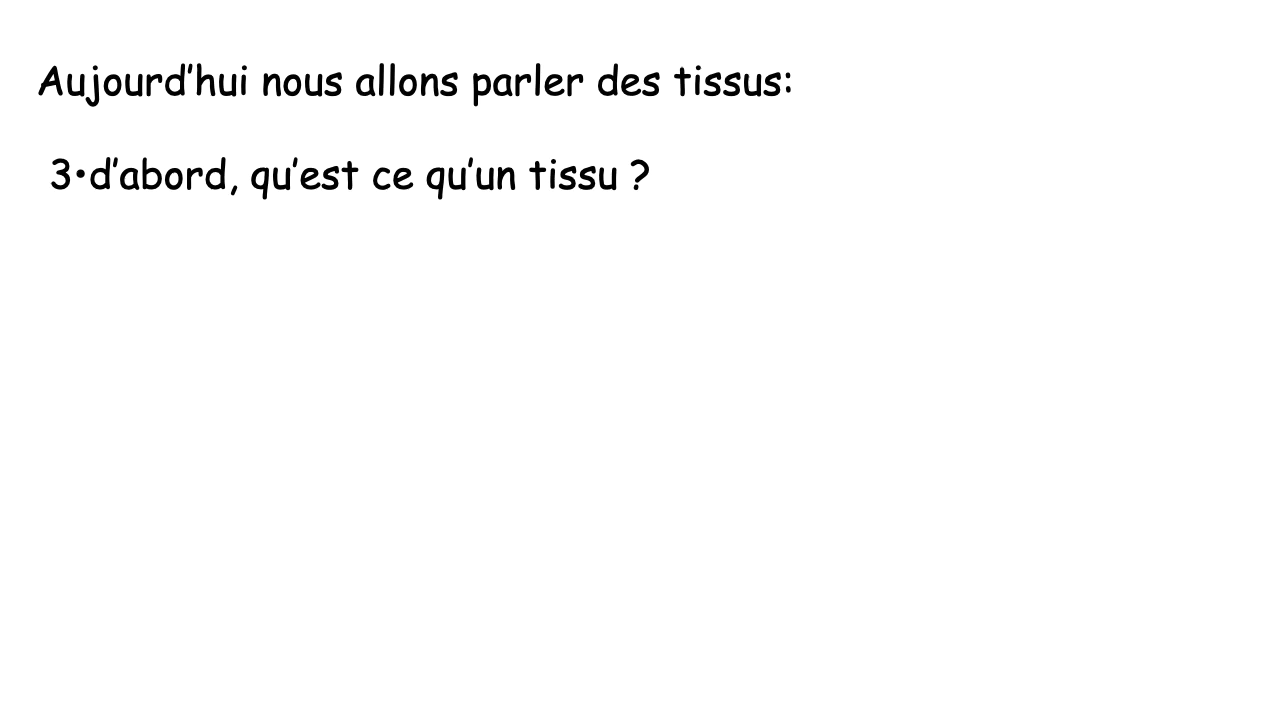 Aujourd’hui nous allons parler des tissus:
3•d’abord, qu’est ce qu’un tissu ?